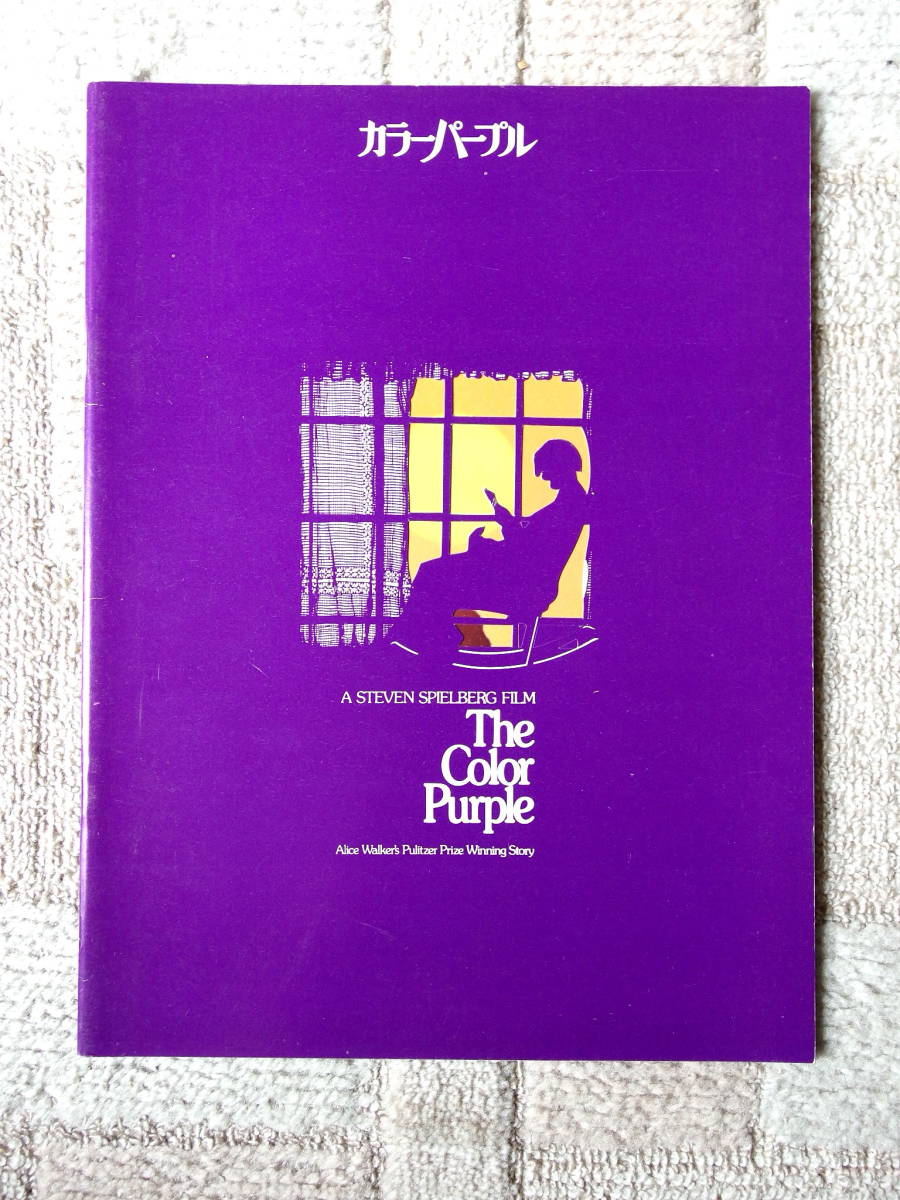 カラーパープル
A STEVEN SPIELBERG FILM
The
Color
Purple
Alice Walker's Pulitzer Prize Winning Story